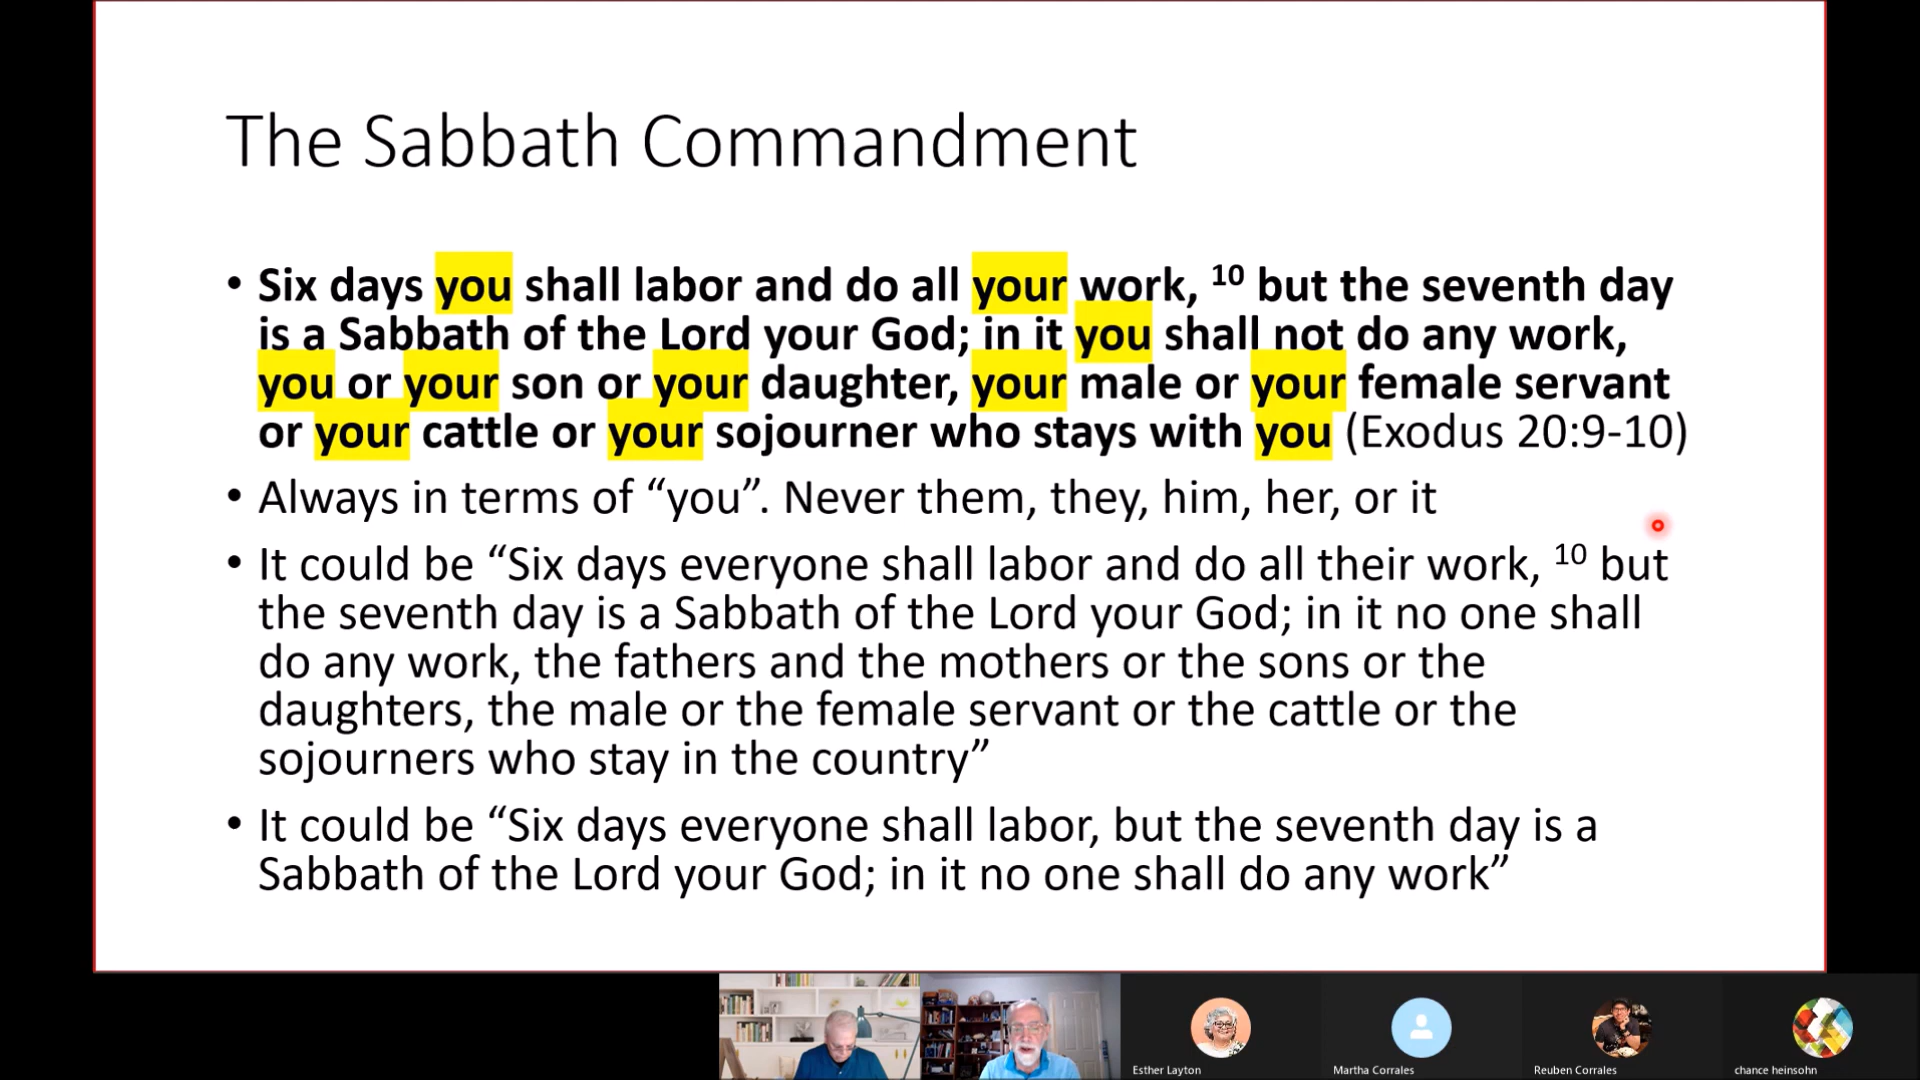 The Sabbath Commandment
• Six days you shall labor and do all your work, ¹⁰ but the seventh day
is a Sabbath of the Lord your God; in it you shall not do any work,
you or your son or your daughter, your male or your female servant
or your cattle or your sojourner who stays with you (Exodus 20:9-10)
• Always in terms of “you”. Never them, they, him, her, or it
• It could be “Six days everyone shall labor and do all their work, ¹⁰ but
the seventh day is a Sabbath of the Lord your God; in it no one shall
do any work, the fathers and the mothers or the sons or the
daughters, the male or the female servant or the cattle or the
sojourners who stay in the country”
• It could be “Six days everyone shall labor, but the seventh day is a
Sabbath of the Lord your God; in it no one shall do any work”
Esther Layton
Martha Corrales
Reuben Corrales
chance heinsohn